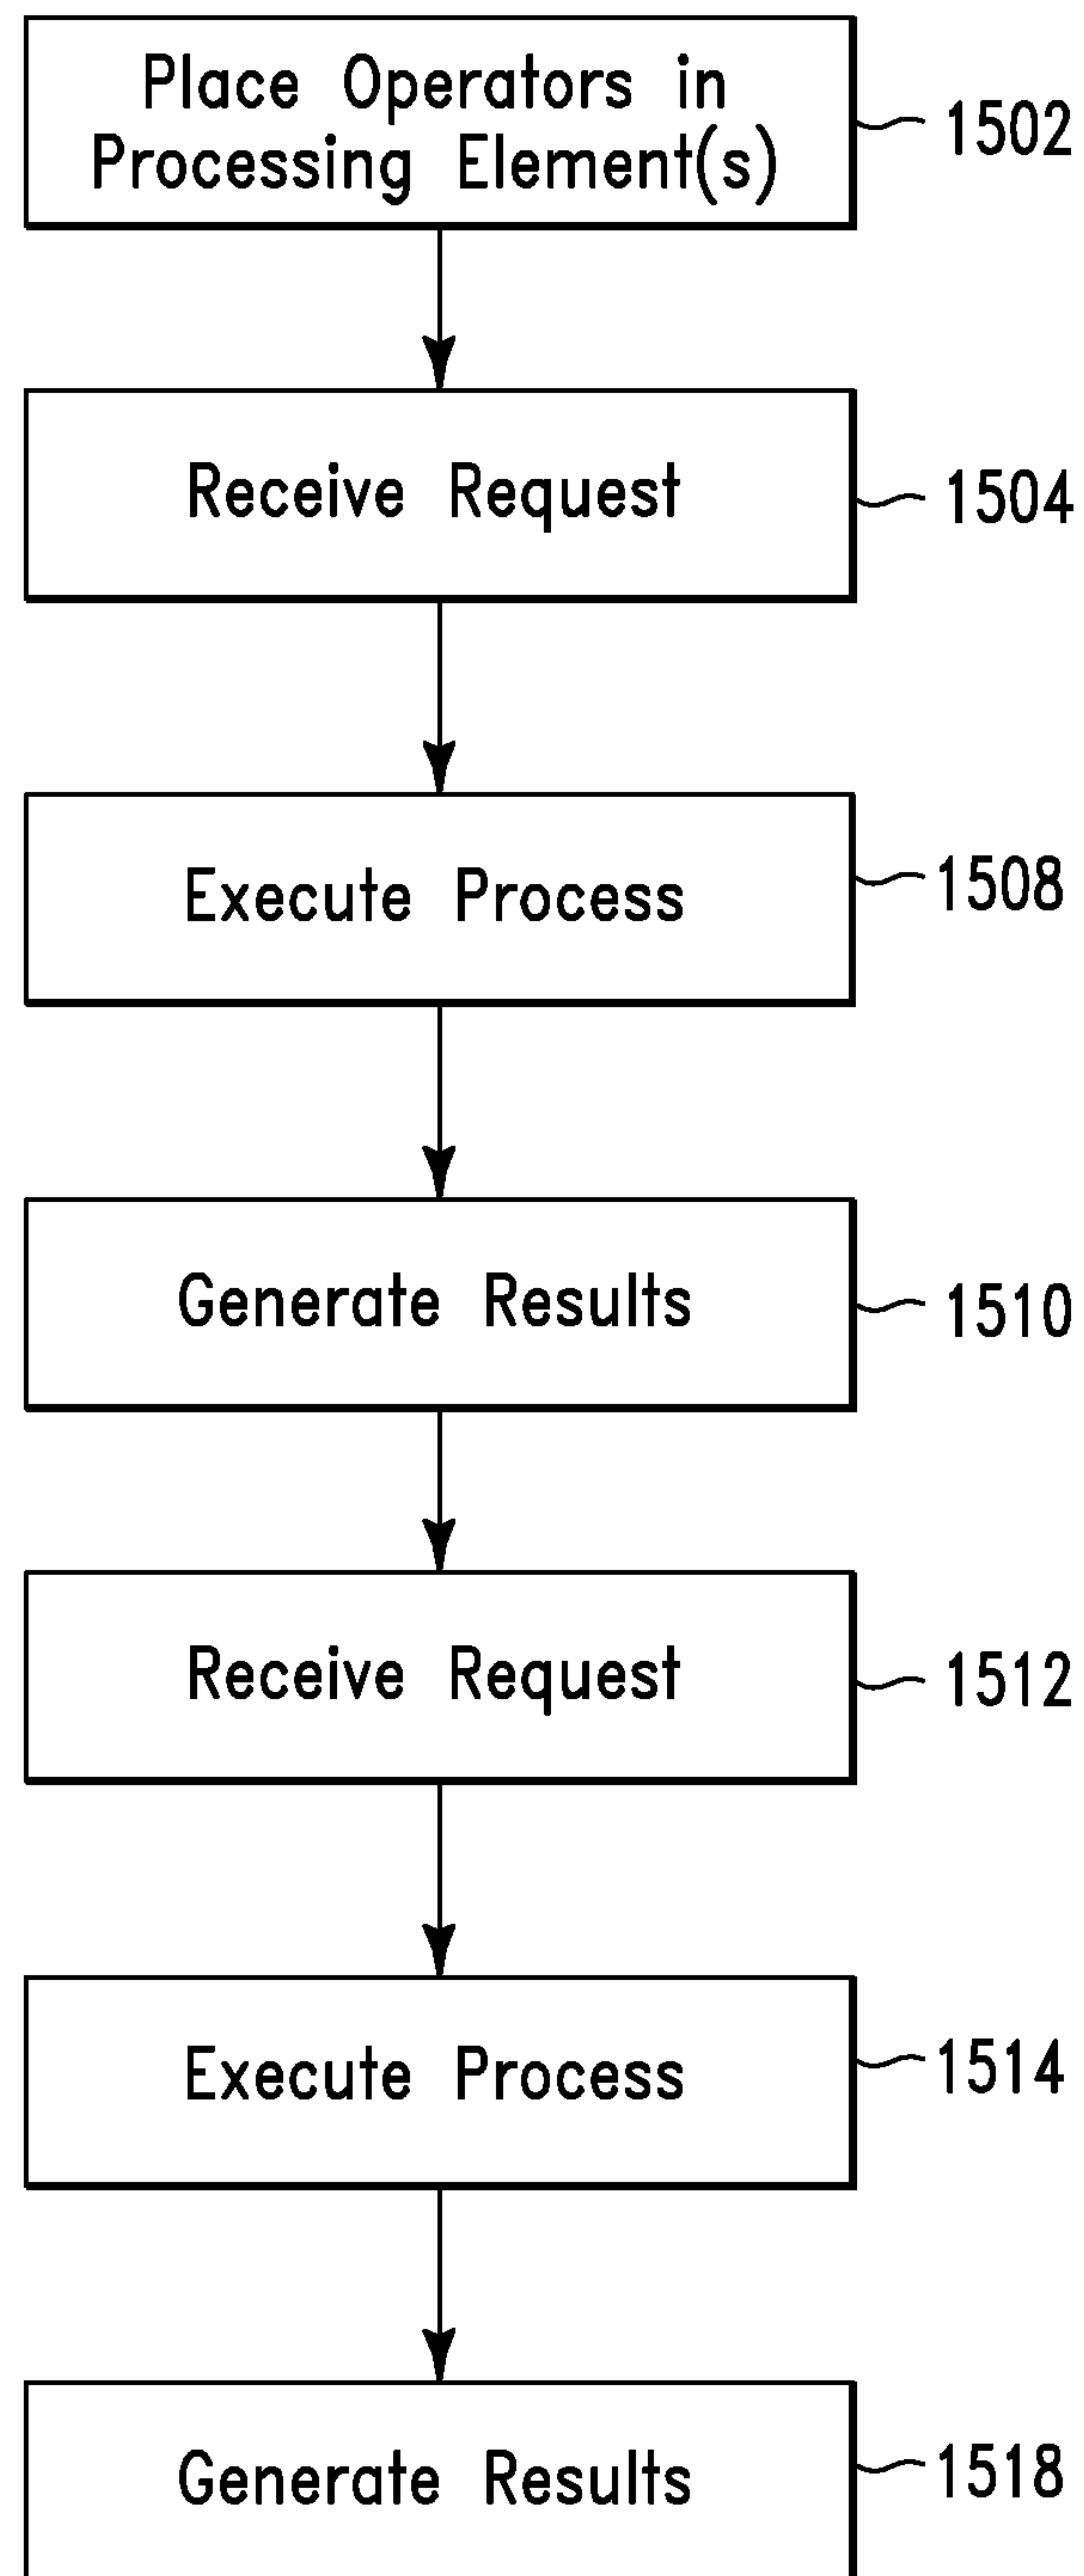 Place Operators in
Processing Element(s)
1502
Receive Request
1504
Execute Process
1508
Generate Results
1510
Receive Request
1512
Execute Process
1514
Generate Results
1518